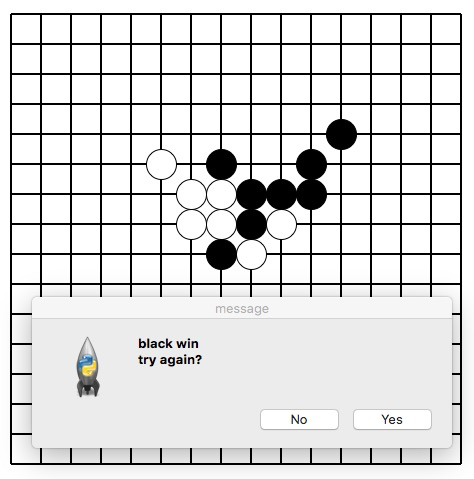 message
black win
try again?
No
Yes